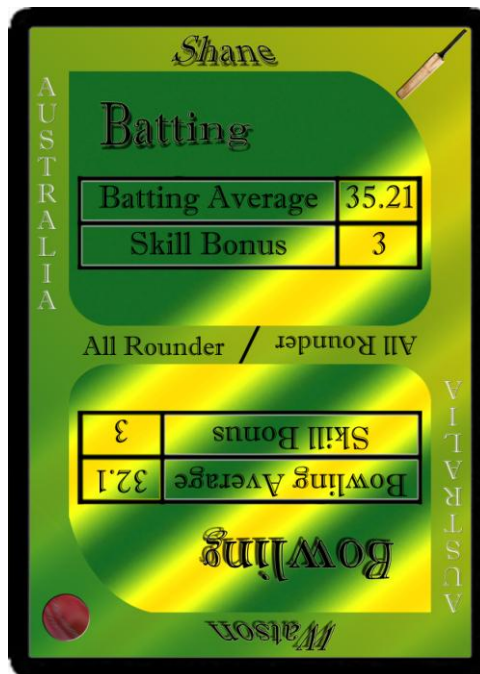 Shane
AUSTRALIA
Batting
Batting Average 35.21
Skill Bonus 3
All Rounder / All Rounder
AUSTRALIA
Skill Bonus 3
Bowling Average 32.1
Bowling
Watson